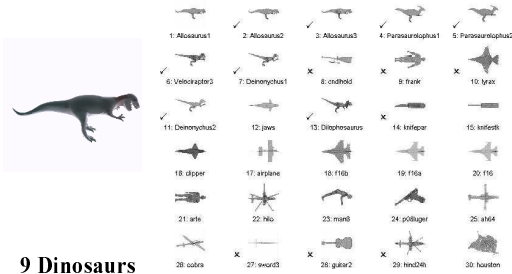 1: Allosaurus1 2: Allosaurus2 3: Allosaurus3 4: Parasaurolophus1 5: Parasaurolophus2
6: Velociraptor3 7: Deinonychus1 8: cndhold 9: frank 10: lyrax
11: Deinonychus2 12: jaws 13: Dilophosaurus 14: knifepar 15: knifestk
16: clipper 17: airplane 18: f16b 19: f16a 20: f16
21: arte 22: hilo 23: man8 24: p08luger 25: ah64
26: cobra 27: sword3 28: guitar2 29: hind24h 30: houston
9 Dinosaurs